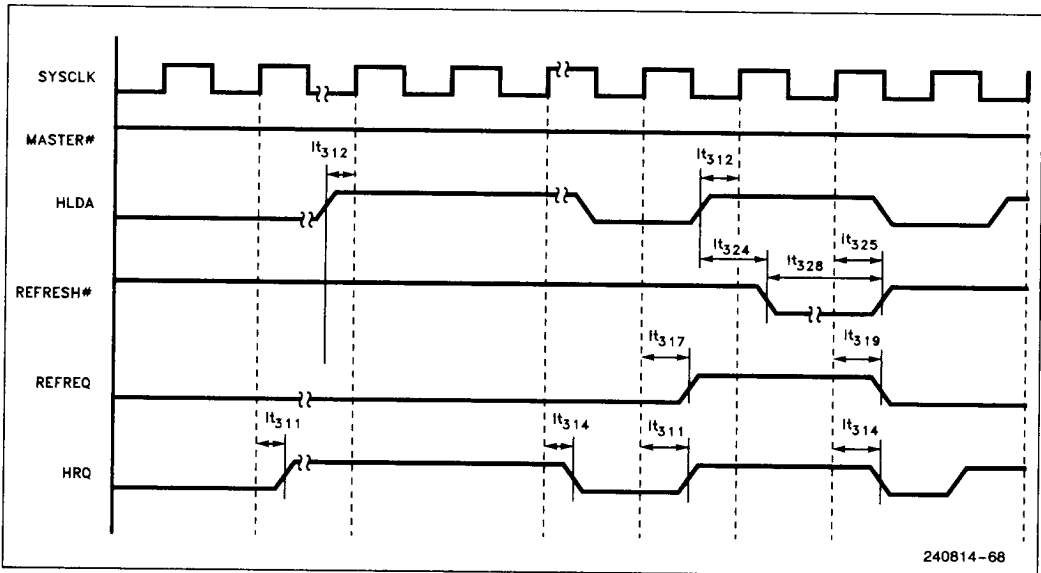 SYSCLK
MASTER#
It312 It312
HLDA
It324 It325
It328
REFRESH#
It317 It319
REFREQ
It311 It314 It311 It314
HRQ
240814-68